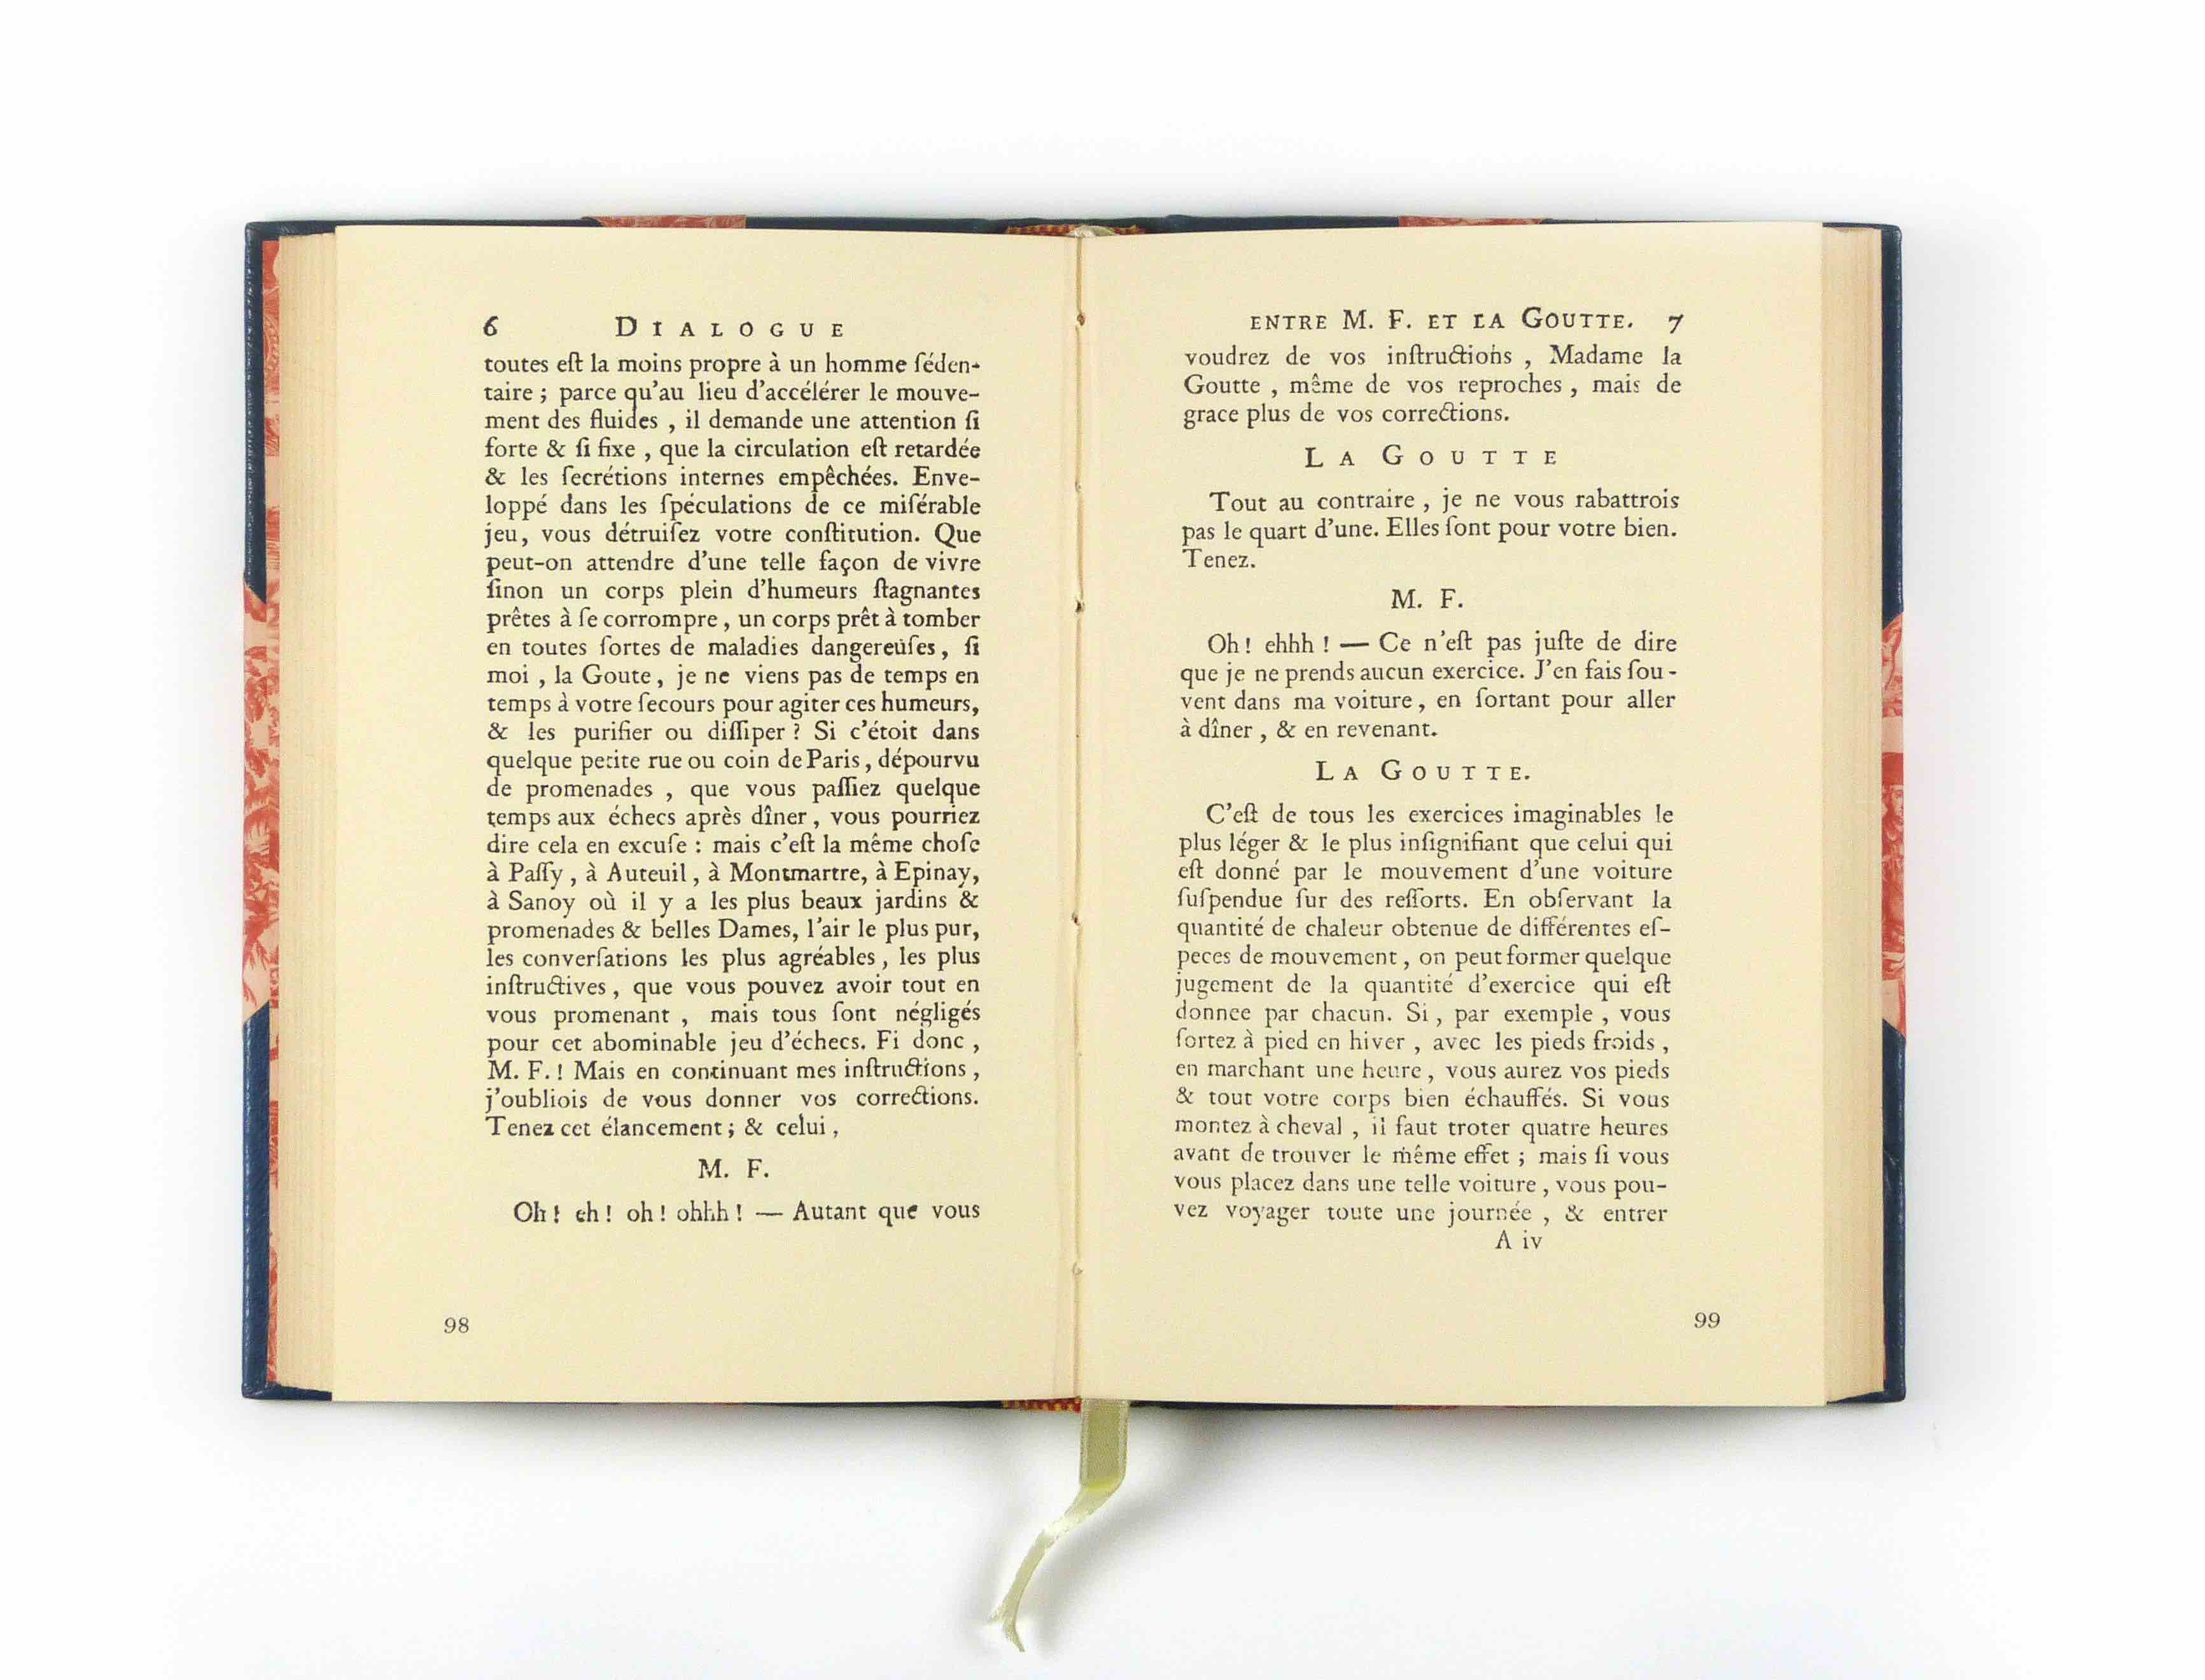 6 DIALOGUE
toutes eſt la moins propre à un homme ſéden-
taire ; parce qu'au lieu d'accélérer le mouve-
ment des fluides , il demande une attention ſi
forte & ſi fixe , que la circulation eſt retardée
& les ſecrétions internes empêchées. Enve-
loppé dans les ſpéculations de ce miſérable
jeu, vous détruiſez votre conſtitution. Que
peut-on attendre d'une telle façon de vivre
ſinon un corps plein d'humeurs ſtagnantes
prêtes à ſe corrompre , un corps prêt à tomber
en toutes ſortes de maladies dangereuſes, ſi
moi , la Goute, je ne viens pas de temps en
temps à votre ſecours pour agiter ces humeurs,
& les purifier ou diſſiper ? Si c'étoit dans
quelque petite rue ou coin de Paris , dépourvu
de promenades , que vous paſſiez quelque
temps aux échecs après dîner , vous pourriez
dire cela en excuſe : mais c'eſt la même choſe
à Paſſy , à Auteuil , à Montmartre, à Epinay,
à Sanoy où il y a les plus beaux jardins &
promenades & belles Dames, l'air le plus pur,
les converſations les plus agréables , les plus
inſtructives , que vous pouvez avoir tout en
vous promenant , mais tous ſont négligés
pour cet abominable jeu d'échecs. Fi donc ,
M. F. ! Mais en continuant mes inſtructions ,
j'oubliois de vous donner vos corrections.
Tenez cet élancement ; & celui ,
M. F.
Oh ! eh ! oh ! ohhh ! — Autant que vous
98
ENTRE M. F. ET LA GOUTTE. 7
voudrez de vos inſtructions , Madame la
Goutte , même de vos reproches , mais de
grace plus de vos corrections.
LA GOUTTE
Tout au contraire , je ne vous rabattrois
pas le quart d'une. Elles ſont pour votre bien.
Tenez.
M. F.
Oh ! ehhh ! — Ce n'eſt pas juſte de dire
que je ne prends aucun exercice. J'en fais ſou-
vent dans ma voiture , en ſortant pour aller
à dîner , & en revenant.
LA GOUTTE.
C'eſt de tous les exercices imaginables le
plus léger & le plus inſignifiant que celui qui
eſt donné par le mouvement d'une voiture
ſuſpendue ſur des reſſorts. En obſervant la
quantité de chaleur obtenue de différentes eſ-
peces de mouvement , on peut former quelque
jugement de la quantité d'exercice qui eſt
donnee par chacun. Si , par exemple , vous
ſortez à pied en hiver , avec les pieds froids ,
en marchant une heure , vous aurez vos pieds
& tout votre corps bien échauffés. Si vous
montez à cheval , il faut troter quatre heures
avant de trouver le même effet ; mais ſi vous
vous placez dans une telle voiture , vous pou-
vez voyager toute une journée , & entrer
A iv
99